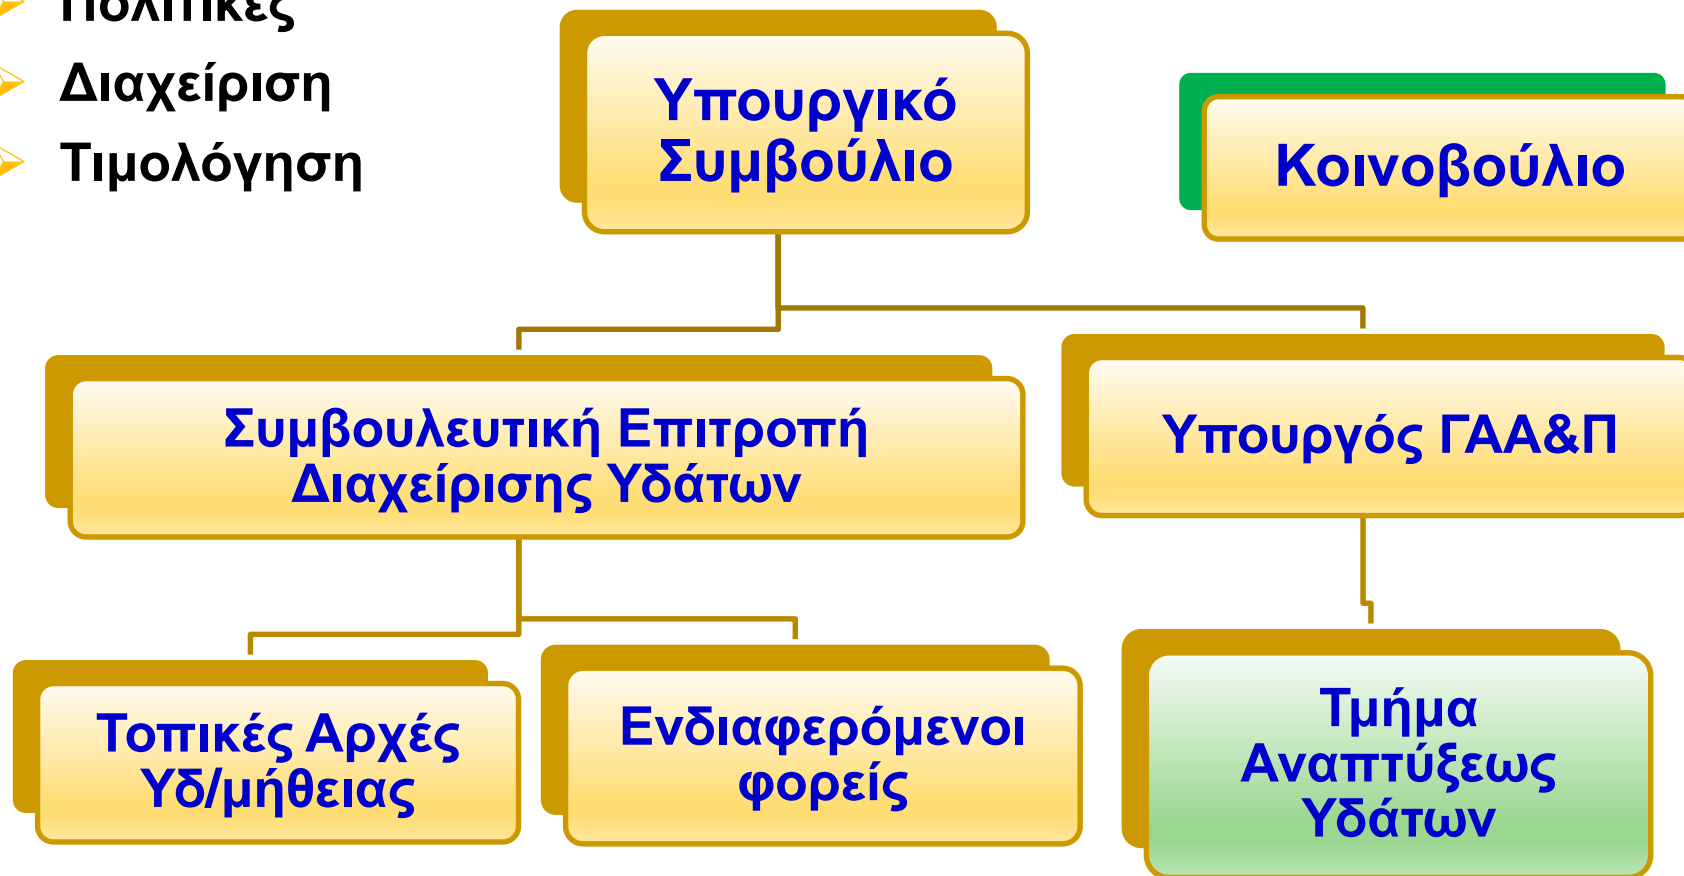 Πολιτικές
Διαχείριση
Τιμολόγηση
Υπουργικό
Συμβούλιο
Κοινοβούλιο
Συμβουλευτική Επιτροπή
Διαχείρισης Υδάτων
Υπουργός ΓΑΑ&Π
Τοπικές Αρχές
Υδ/μήθειας
Ενδιαφερόμενοι
φορείς
Τμήμα
Αναπτύξεως
Υδάτων